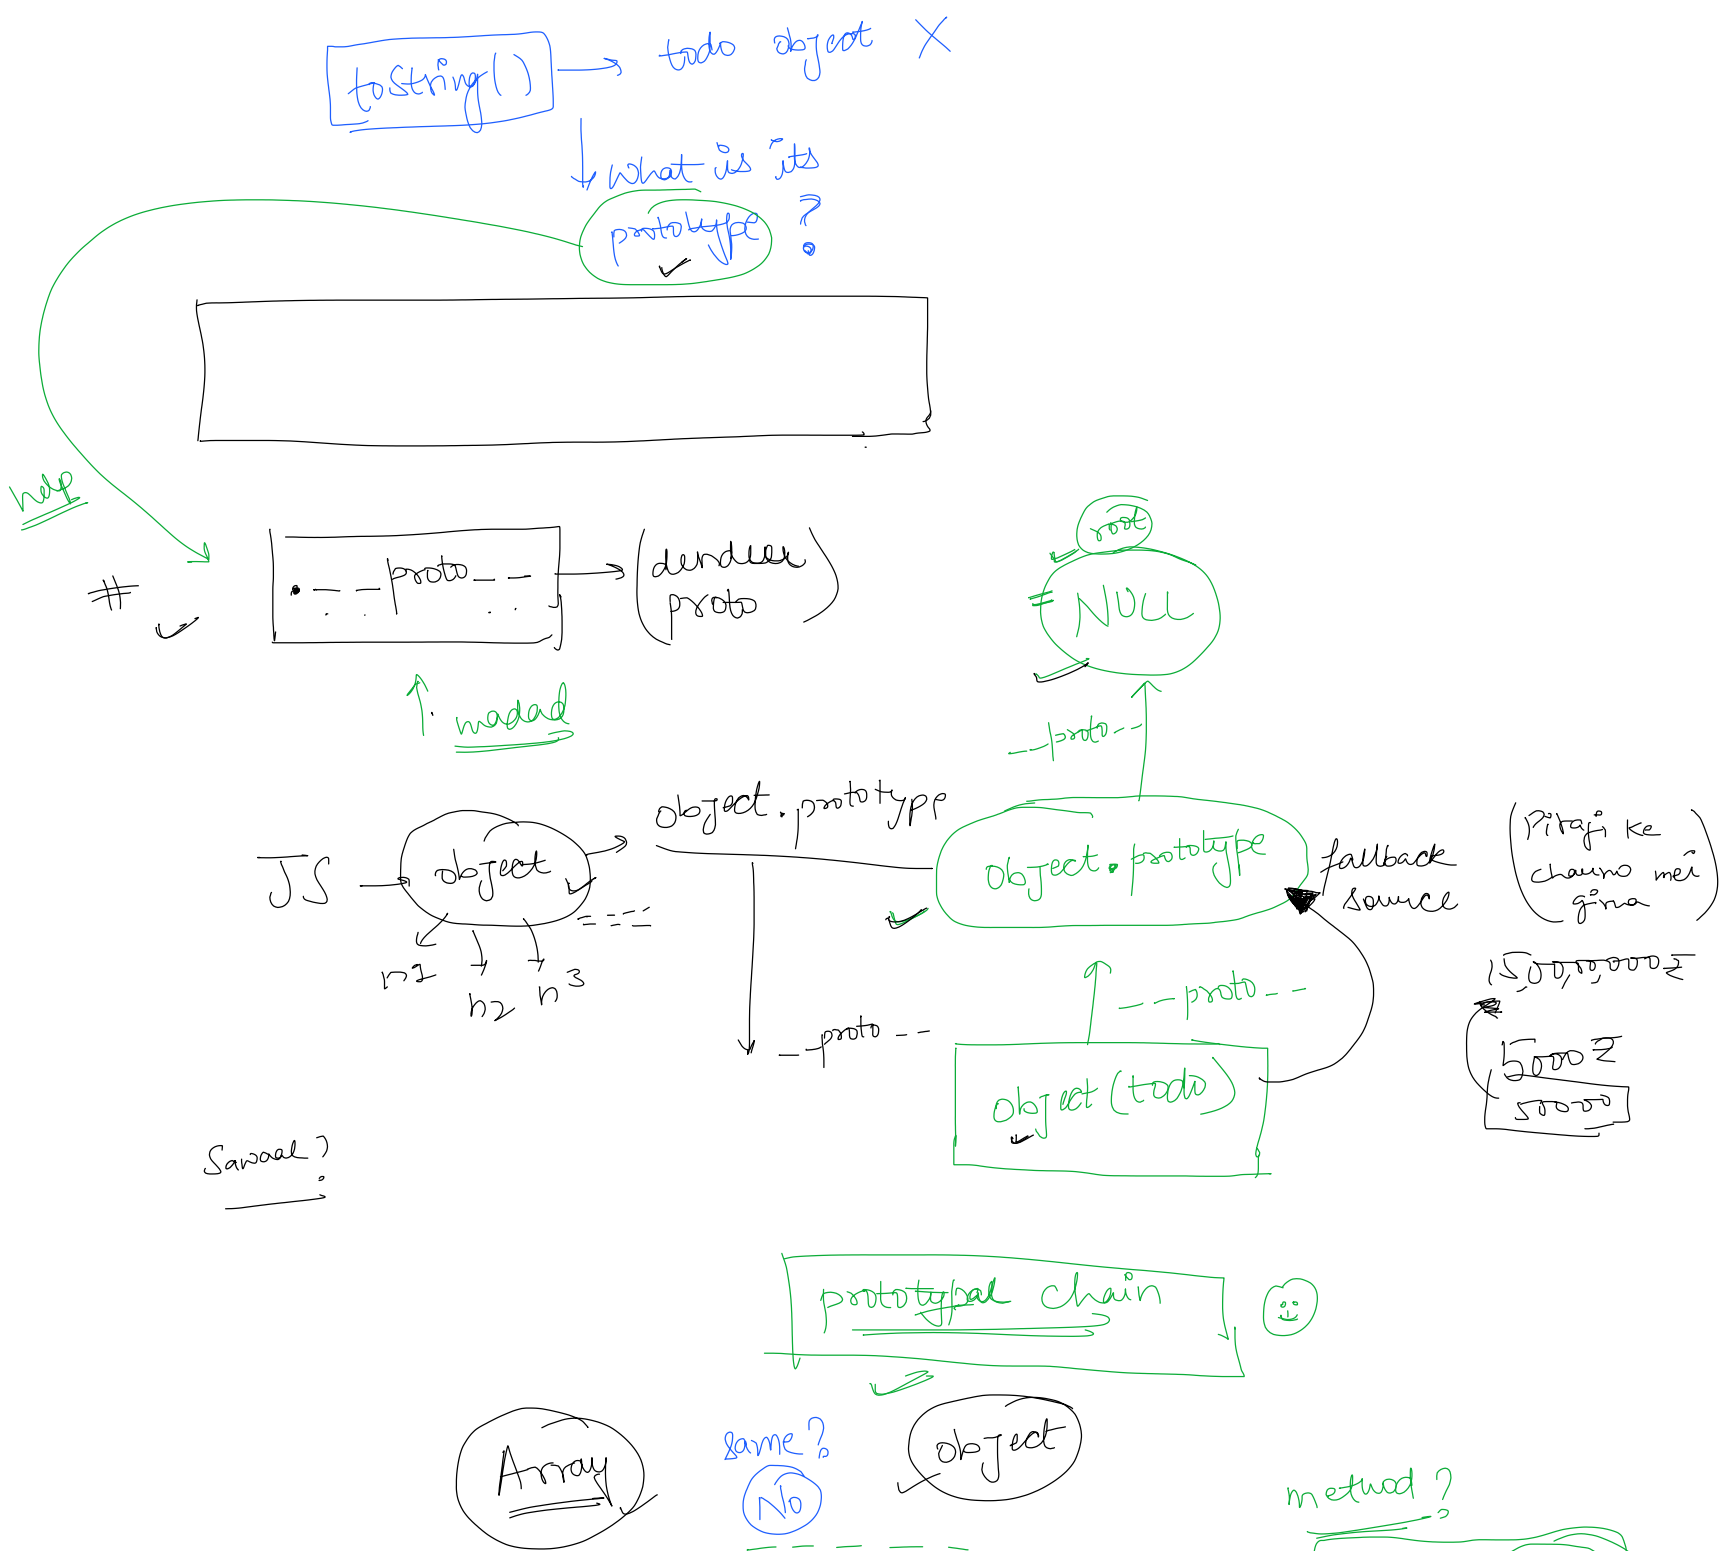 toString() → todo object X
↓ what is its
prototype ?
help
# .__proto__ → (dunder
proto)
root
NULL
madad
__proto__
JS → object → object.prototype
object.prototype
fallback
source
(Pitaji ke
charno mei
girna)
n1 n2 n3
15,00,00,000₹
__proto__
__proto__
5000₹
50000
object (todo)
Sawaal?
prototypal chain
Array
same?
NO
object
method?